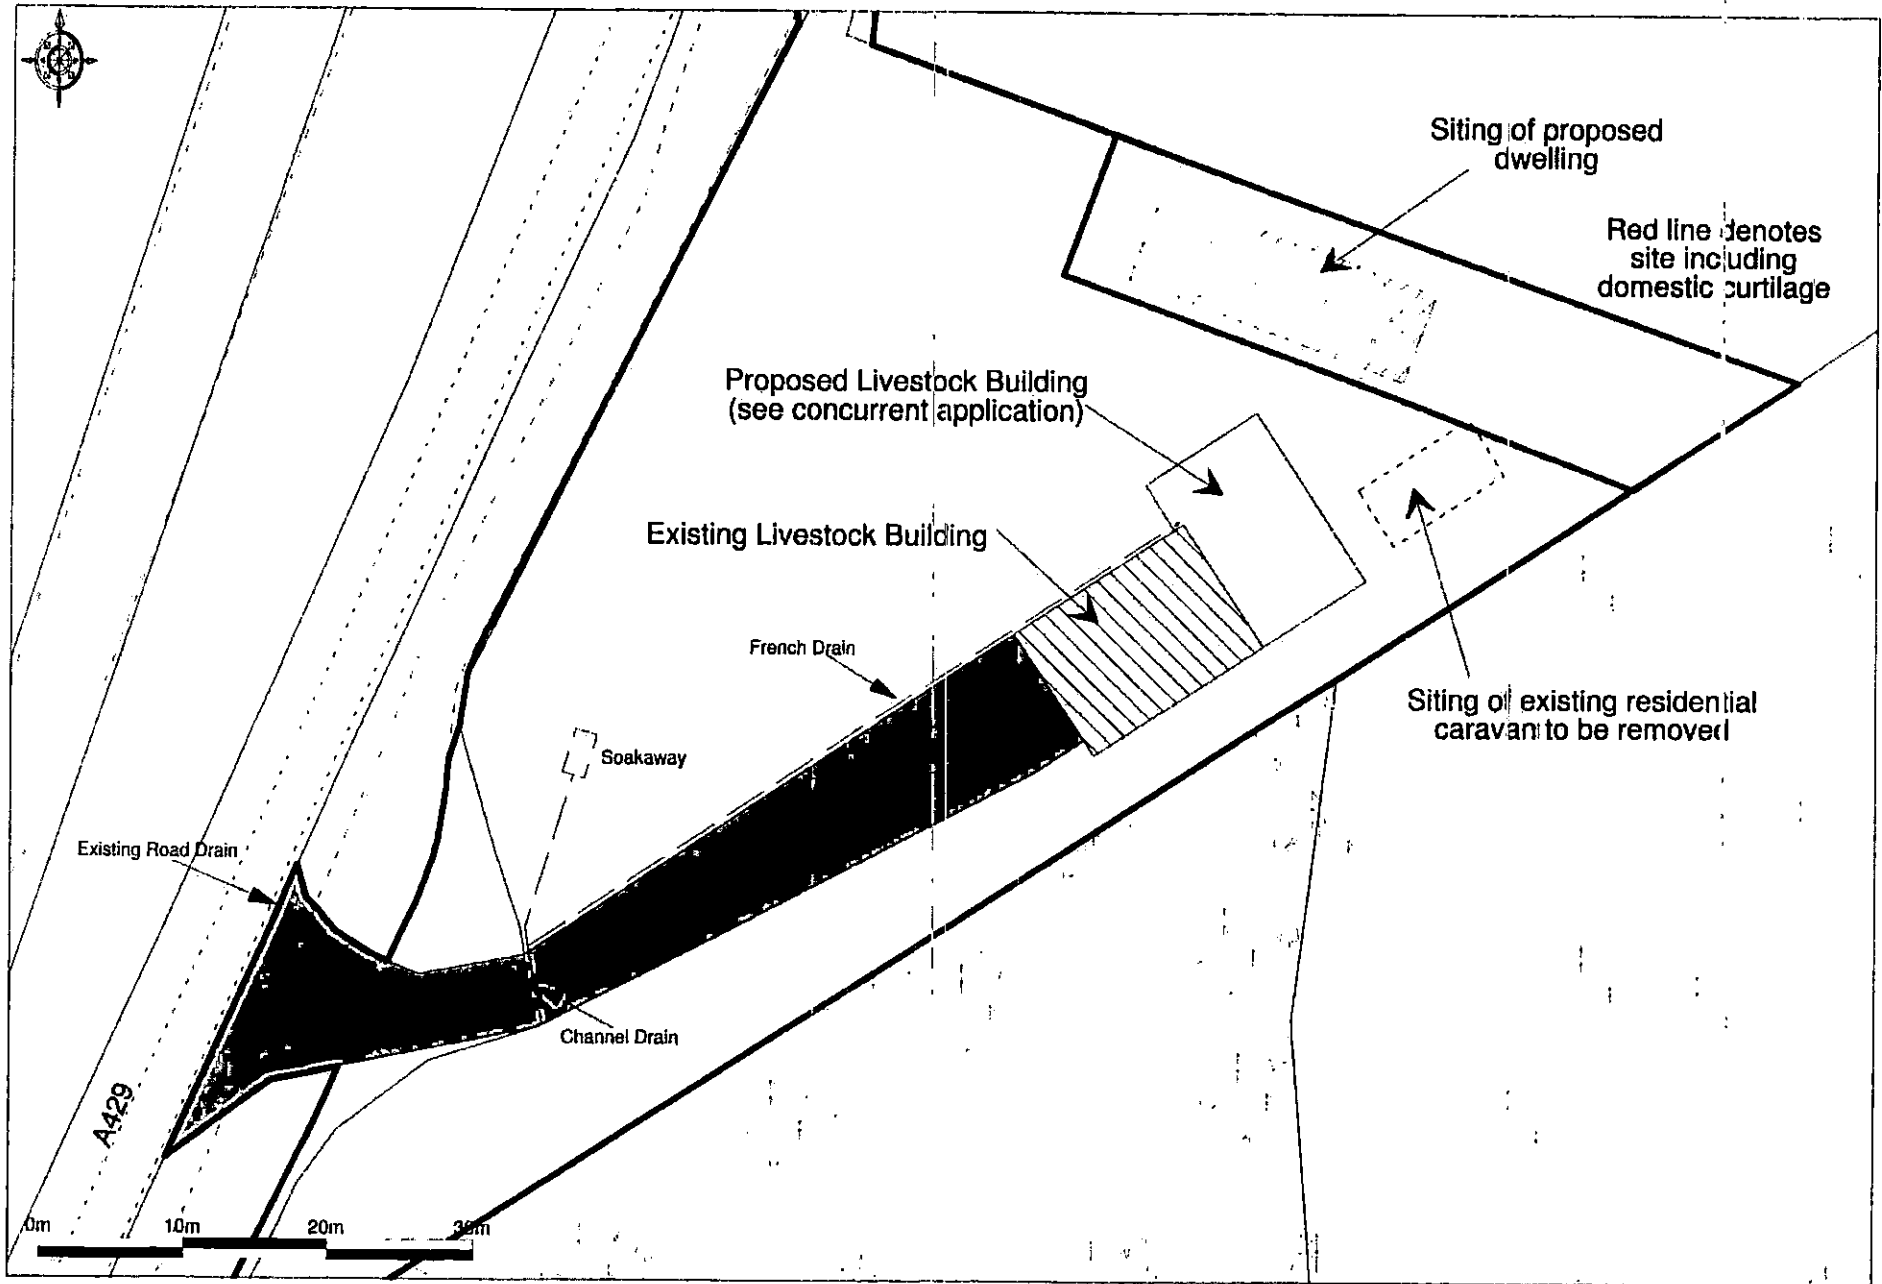 Siting of proposed
dwelling
Red line denotes
site including
domestic curtilage
Proposed Livestock Building
(see concurrent application)
Existing Livestock Building
French Drain
Siting of existing residential
caravan to be removed
Soakaway
Existing Road Drain
Channel Drain
A429
0m 10m 20m 30m